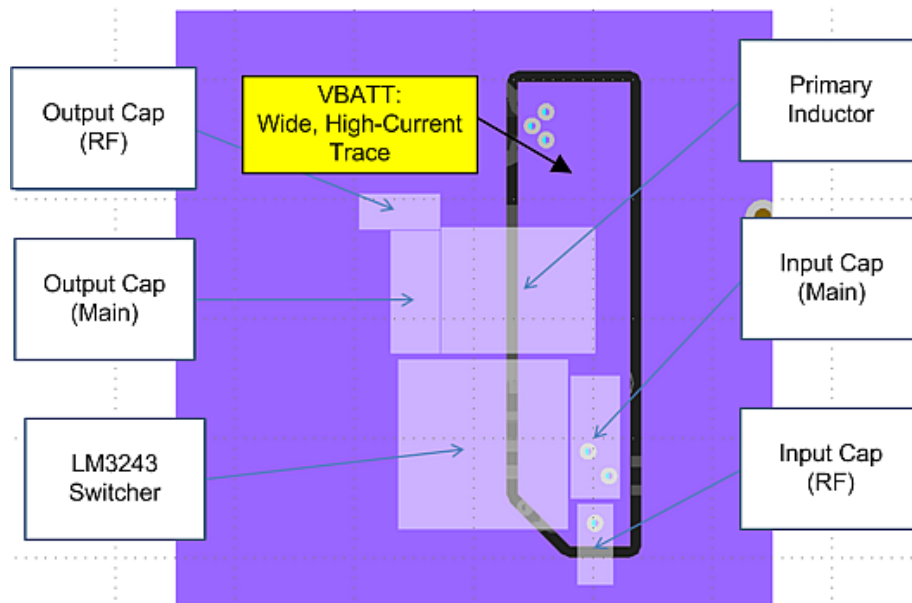 Output Cap
(RF)
VBATT:
Wide, High-Current
Trace
Primary
Inductor
Output Cap
(Main)
Input Cap
(Main)
LM3243
Switcher
Input Cap
(RF)